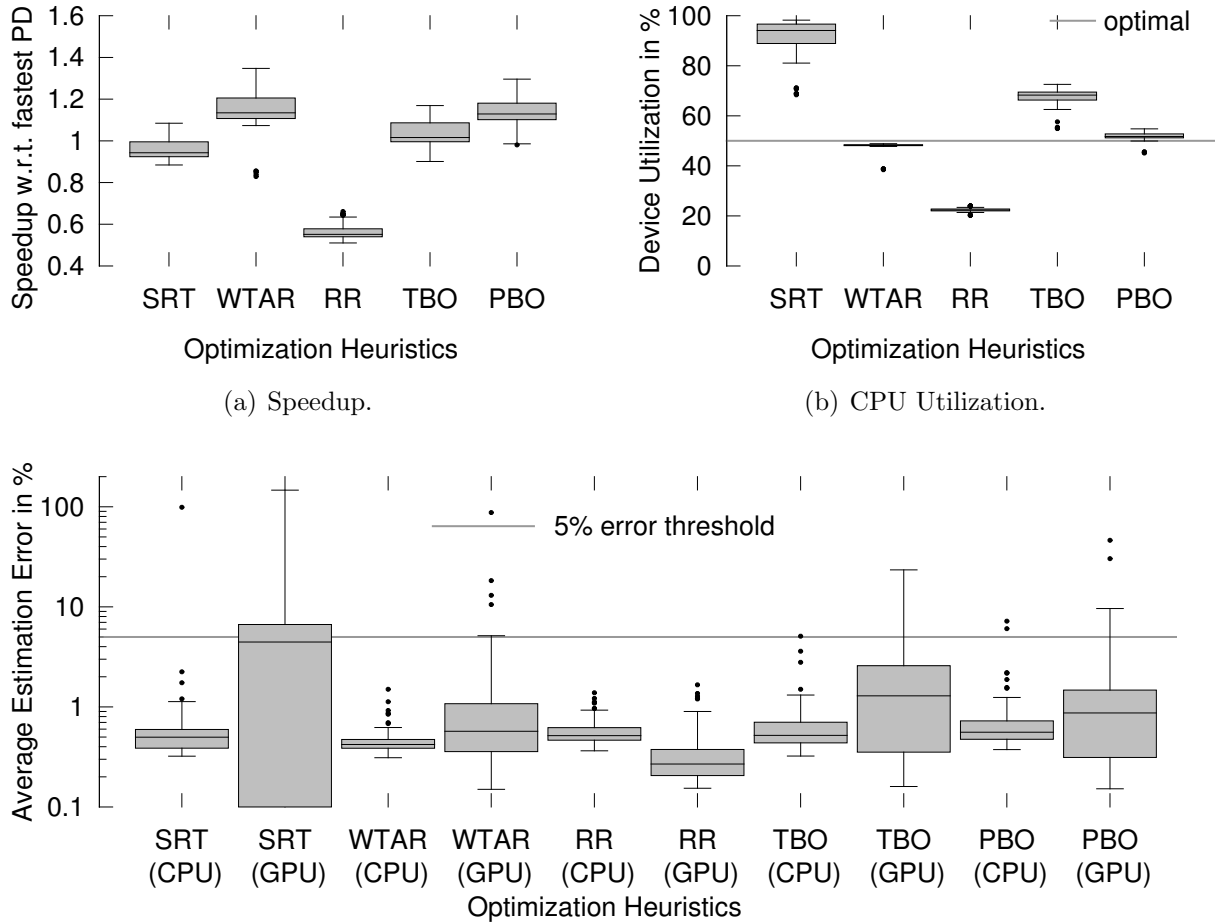 Speedup w.r.t. fastest PD
1.6
1.4
1.2
1
0.8
0.6
0.4
SRT WTAR RR TBO PBO
Optimization Heuristics
(a) Speedup.
Device Utilization in %
100
80
60
40
20
0
optimal
SRT WTAR RR TBO PBO
Optimization Heuristics
(b) CPU Utilization.
Average Estimation Error in %
100
10
1
0.1
5% error threshold
SRT SRT WTAR WTAR RR RR TBO TBO PBO PBO
(CPU) (GPU) (CPU) (GPU) (CPU) (GPU) (CPU) (GPU) (CPU) (GPU)
Optimization Heuristics